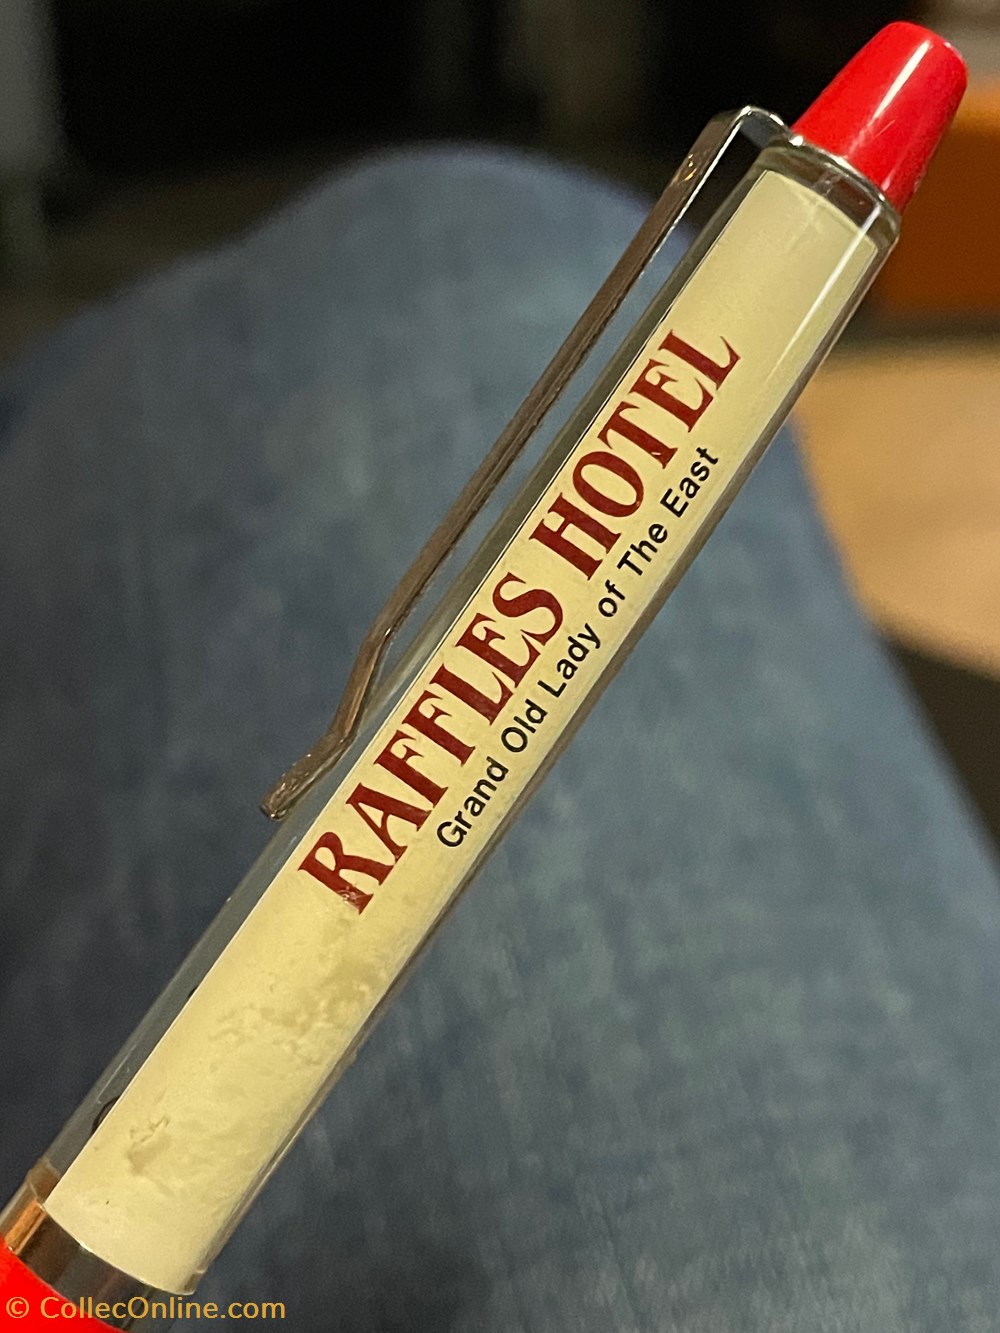 RAFFLES HOTEL
Grand Old Lady of The East
© CollecOnline.com